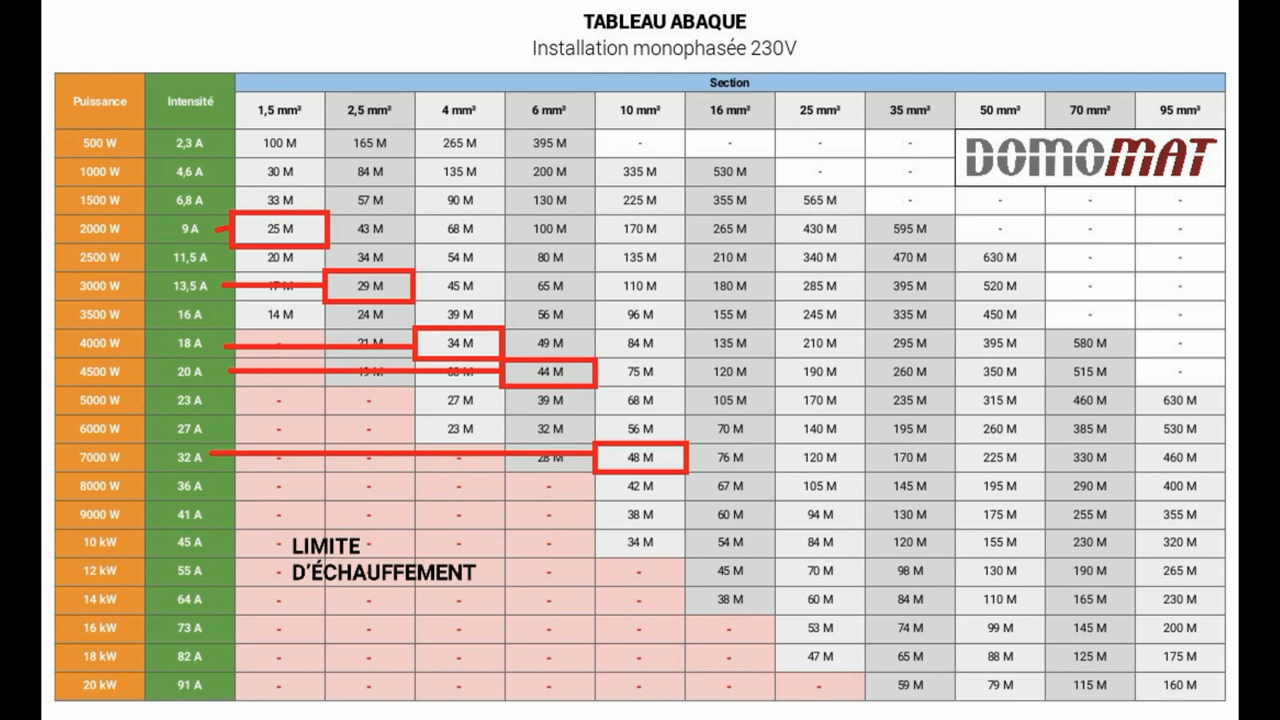 TABLEAU ABAQUE
Installation monophasée 230V
Puissance Intensité Section
1,5 mm² 2,5 mm² 4 mm² 6 mm² 10 mm² 16 mm² 25 mm² 35 mm² 50 mm² 70 mm² 95 mm²
500 W 2,3 A 100 M 165 M 265 M 395 M - - - - DOMOMAT
1000 W 4,6 A 30 M 84 M 135 M 200 M 335 M 530 M - -
1500 W 6,8 A 33 M 57 M 90 M 130 M 225 M 355 M 565 M - - - -
2000 W 9 A 25 M 43 M 68 M 100 M 170 M 265 M 430 M 595 M - - -
2500 W 11,5 A 20 M 34 M 54 M 80 M 135 M 210 M 340 M 470 M 630 M - -
3000 W 13,5 A 17 M 29 M 45 M 65 M 110 M 180 M 285 M 395 M 520 M - -
3500 W 16 A 14 M 24 M 39 M 56 M 96 M 155 M 245 M 335 M 450 M - -
4000 W 18 A - 21 M 34 M 49 M 84 M 135 M 210 M 295 M 395 M 580 M -
4500 W 20 A 19 M 44 M 75 M 120 M 190 M 260 M 350 M 515 M -
5000 W 23 A - - 27 M 39 M 68 M 105 M 170 M 235 M 315 M 460 M 630 M
6000 W 27 A - - 23 M 32 M 56 M 70 M 140 M 195 M 260 M 385 M 530 M
7000 W 32 A - - - 28 M 48 M 76 M 120 M 170 M 225 M 330 M 460 M
8000 W 36 A - - - - 42 M 67 M 105 M 145 M 195 M 290 M 400 M
9000 W 41 A - - - - 38 M 60 M 94 M 130 M 175 M 255 M 355 M
10 kW 45 A - - - - 34 M 54 M 84 M 120 M 155 M 230 M 320 M
12 kW 55 A - - - - - 45 M 70 M 98 M 130 M 190 M 265 M
14 kW 64 A - - - - - 38 M 60 M 84 M 110 M 165 M 230 M
16 kW 73 A - - - - - - 53 M 74 M 99 M 145 M 200 M
18 kW 82 A - - - - - - 47 M 65 M 88 M 125 M 175 M
20 kW 91 A - - - - - - - 59 M 79 M 115 M 160 M
LIMITE
D'ÉCHAUFFEMENT